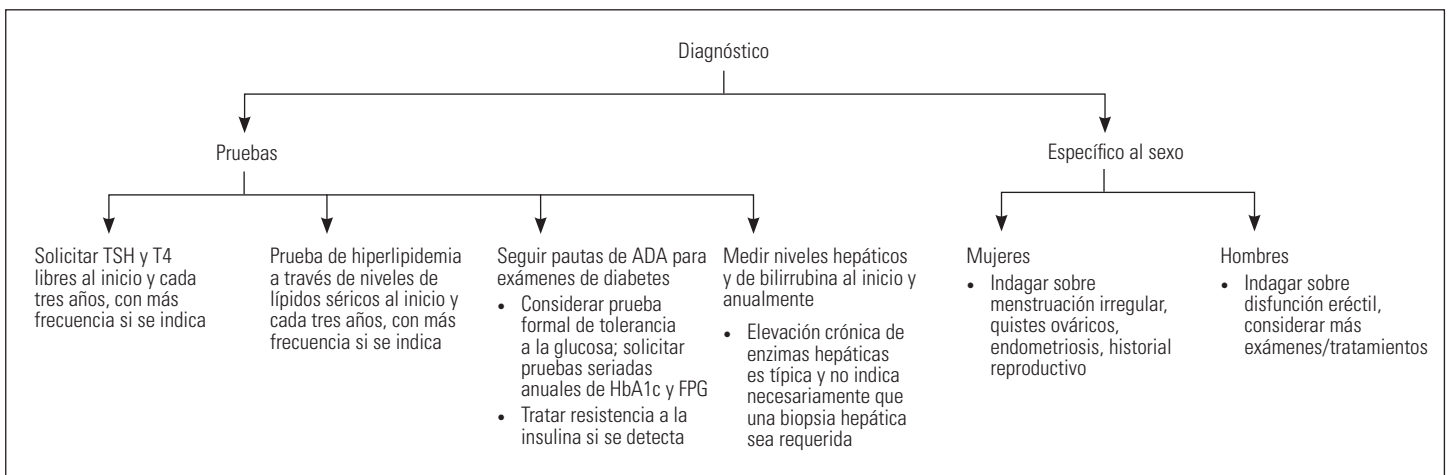 Diagnóstico
Pruebas
Específico al sexo
Solicitar TSH y T4
libres al inicio y cada
tres años, con más
frecuencia si se indica
Prueba de hiperlipidemia
a través de niveles de
lípidos séricos al inicio y
cada tres años, con más
frecuencia si se indica
Seguir pautas de ADA para
exámenes de diabetes
• Considerar prueba
formal de tolerancia
a la glucosa; solicitar
pruebas seriadas
anuales de HbA1c y FPG
• Tratar resistencia a la
insulina si se detecta
Medir niveles hepáticos
y de bilirrubina al inicio y
anualmente
• Elevación crónica de
enzimas hepáticas
es típica y no indica
necesariamente que
una biopsia hepática
sea requerida
Mujeres
• Indagar sobre
menstruación irregular,
quistes ováricos,
endometriosis, historial
reproductivo
Hombres
• Indagar sobre
disfunción eréctil,
considerar más
exámenes/tratamientos